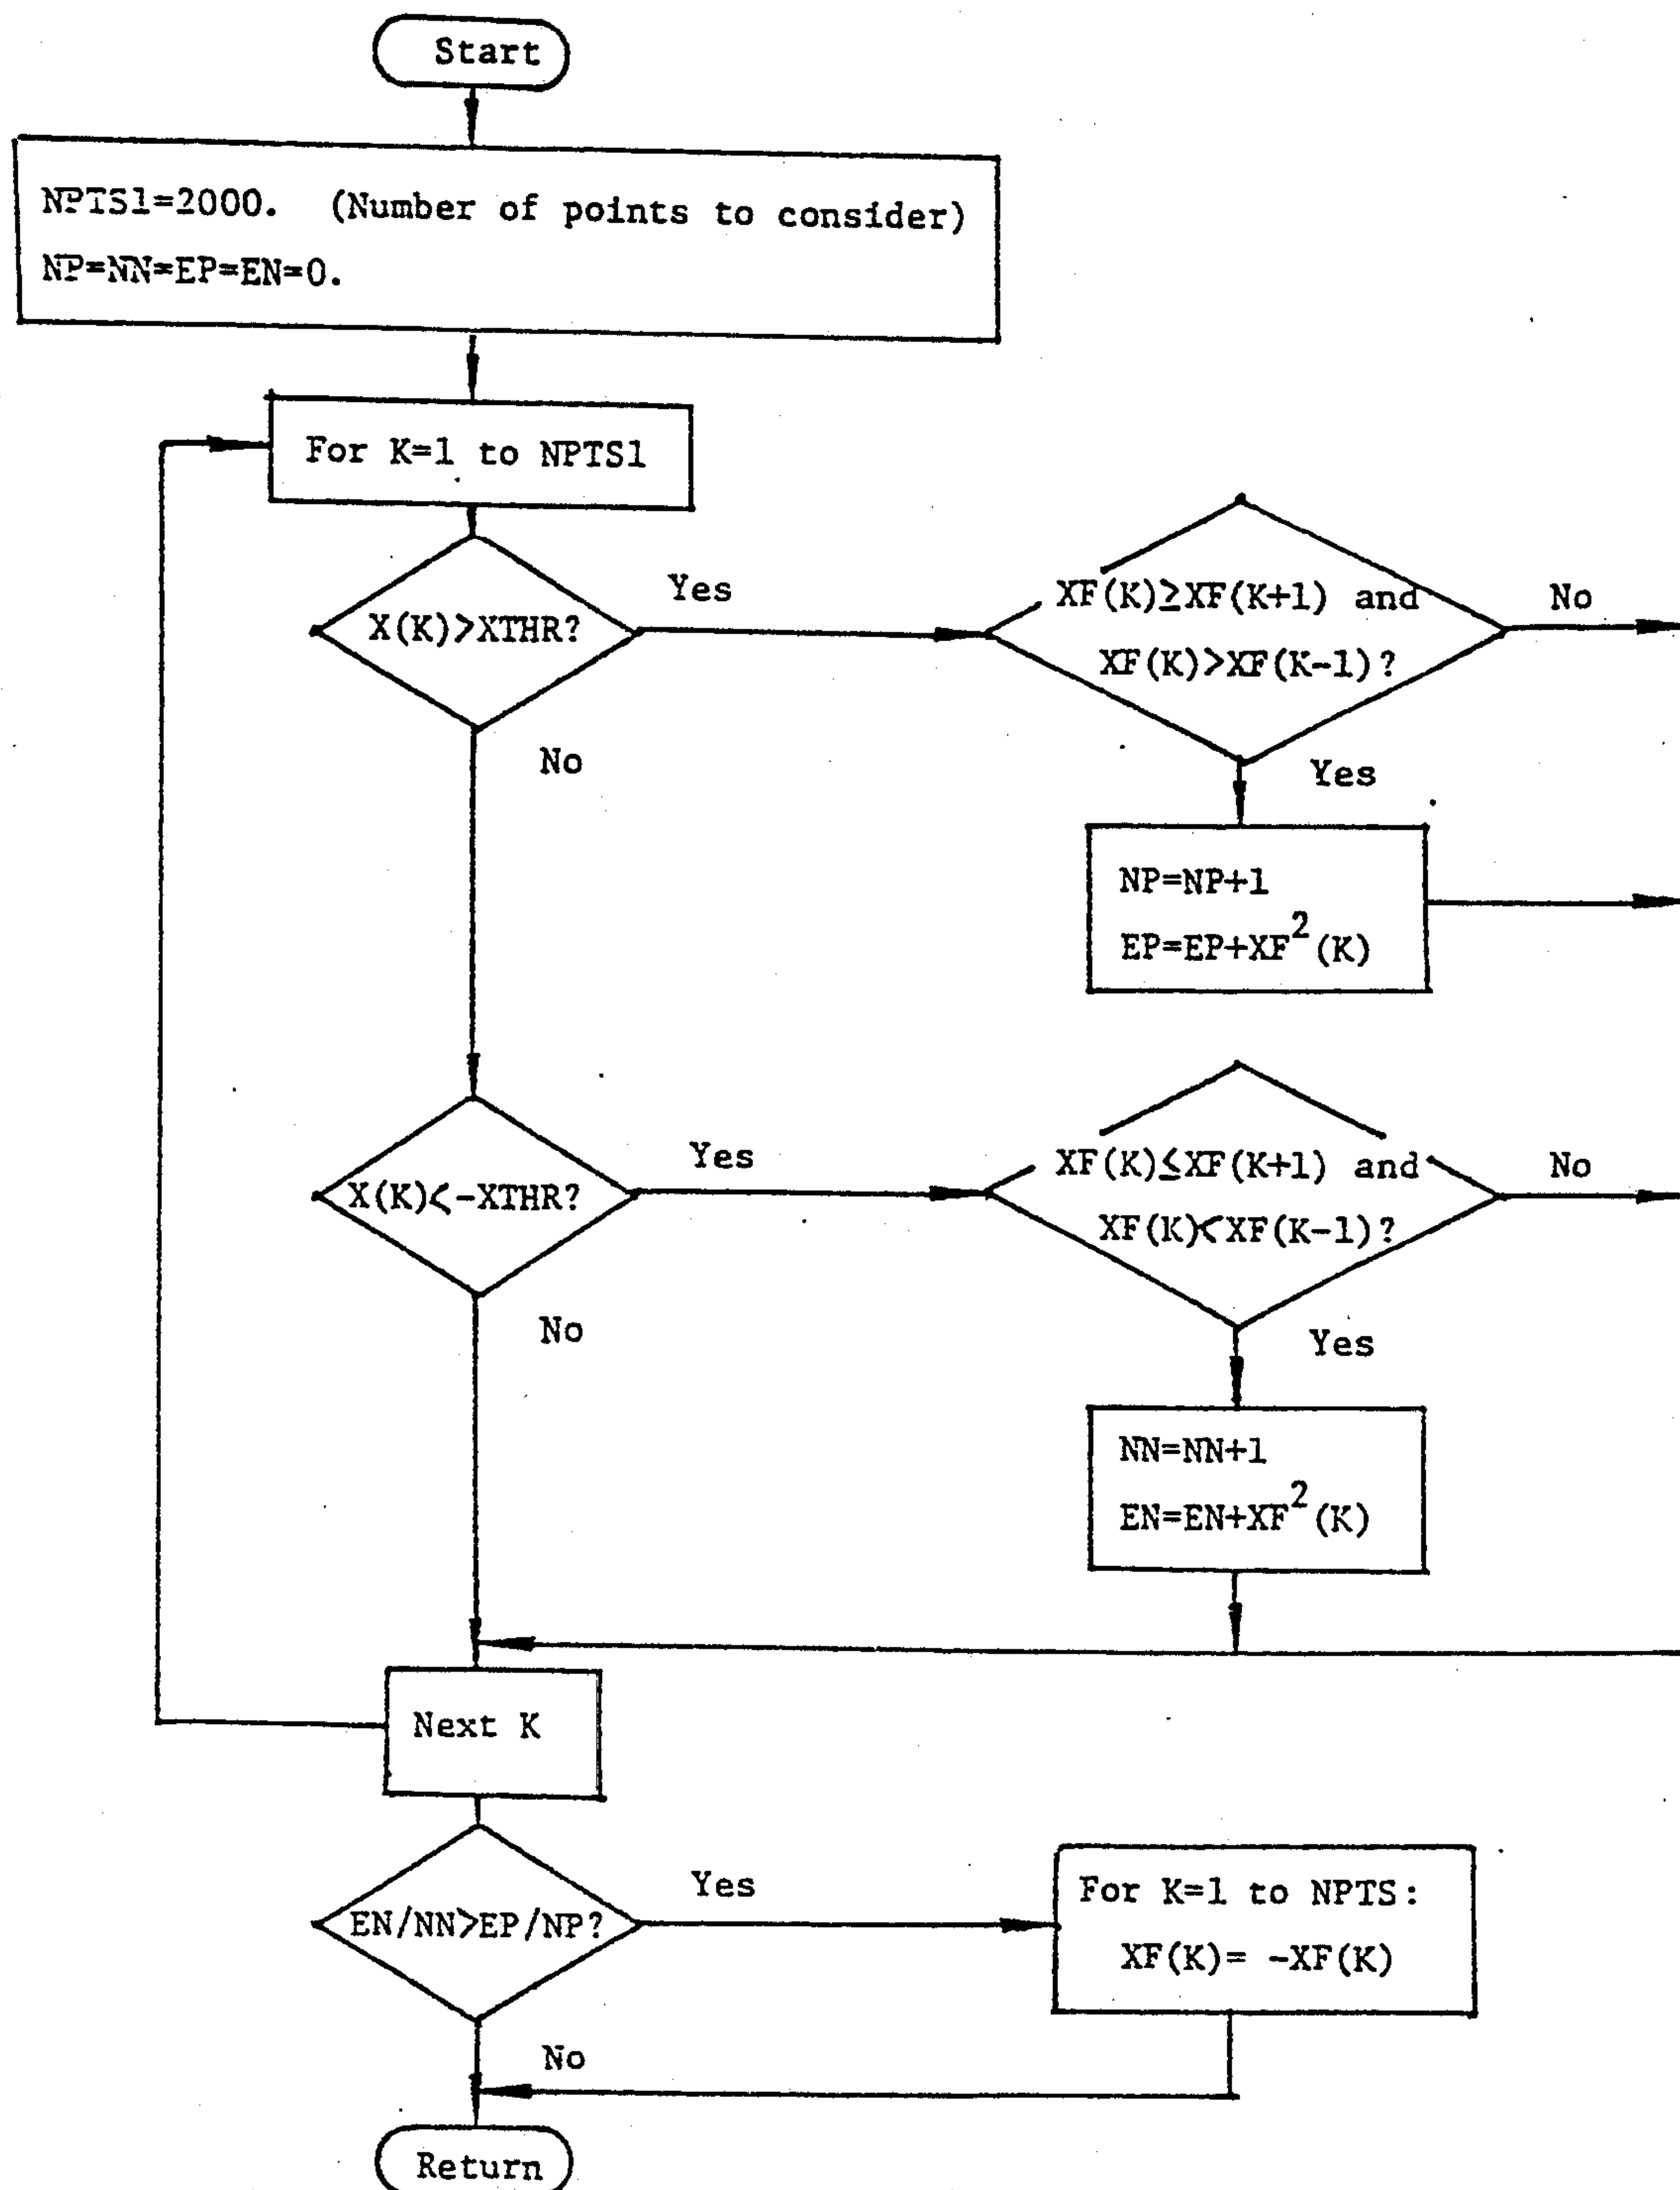 Start
NPTS1=2000. (Number of points to consider)
NP=NN=EP=EN=0.
For K=1 to NPTS1
X(K)>XTHR?
Yes
XF(K)≥XF(K+1) and
XF(K)>XF(K-1)?
No
No
Yes
NP=NP+1
EP=EP+XF²(K)
X(K)<-XTHR?
Yes
XF(K)≤XF(K+1) and
XF(K)<XF(K-1)?
No
No
Yes
NN=NN+1
EN=EN+XF²(K)
Next K
EN/NN>EP/NP?
Yes
For K=1 to NPTS:
XF(K)= -XF(K)
No
Return